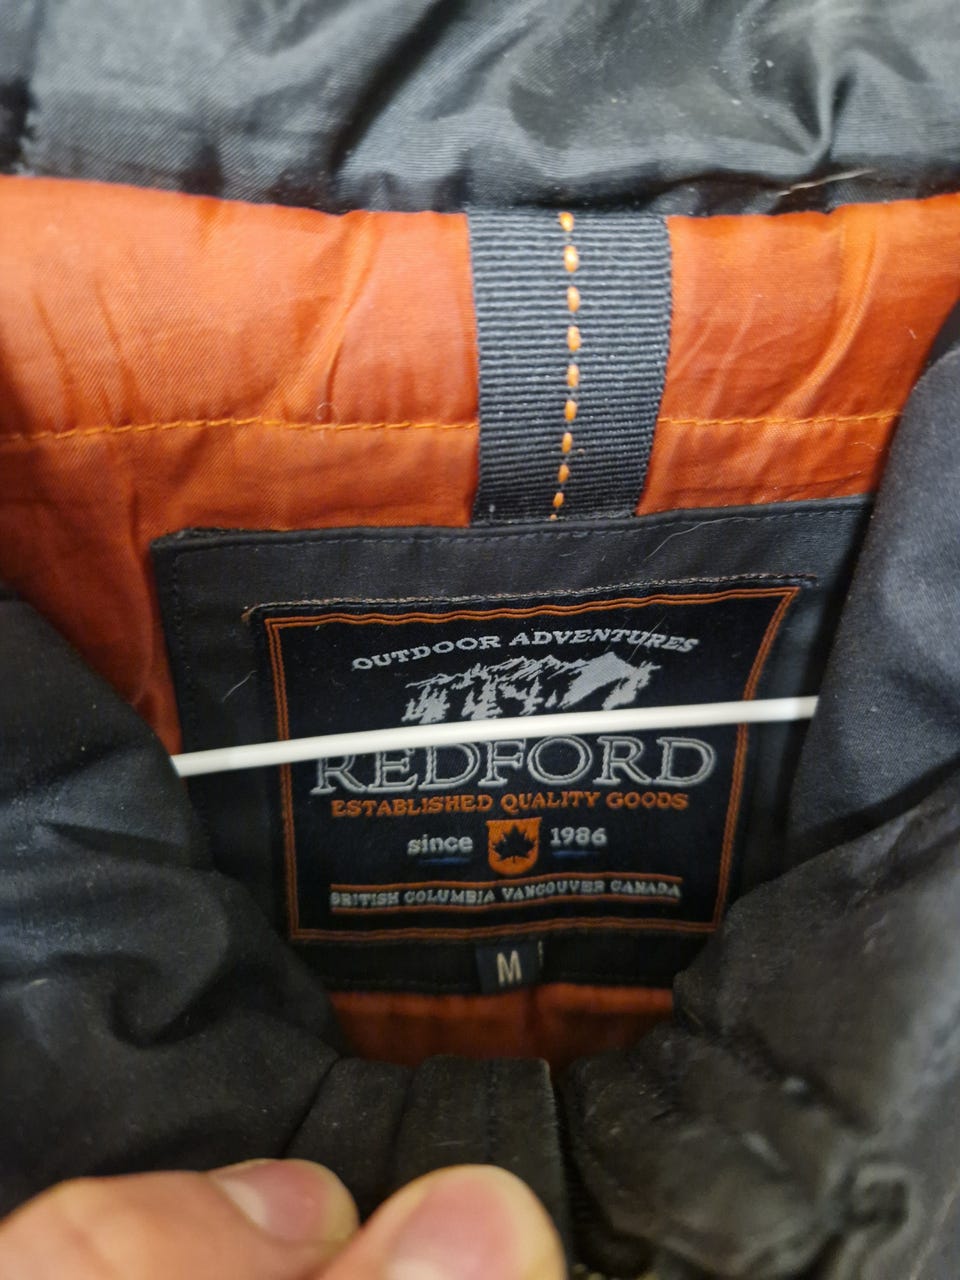 OUTDOOR ADVENTURES
REDFORD
ESTABLISHED QUALITY GOODS
since 1986
BRITISH COLUMBIA VANCOUVER CANADA
M